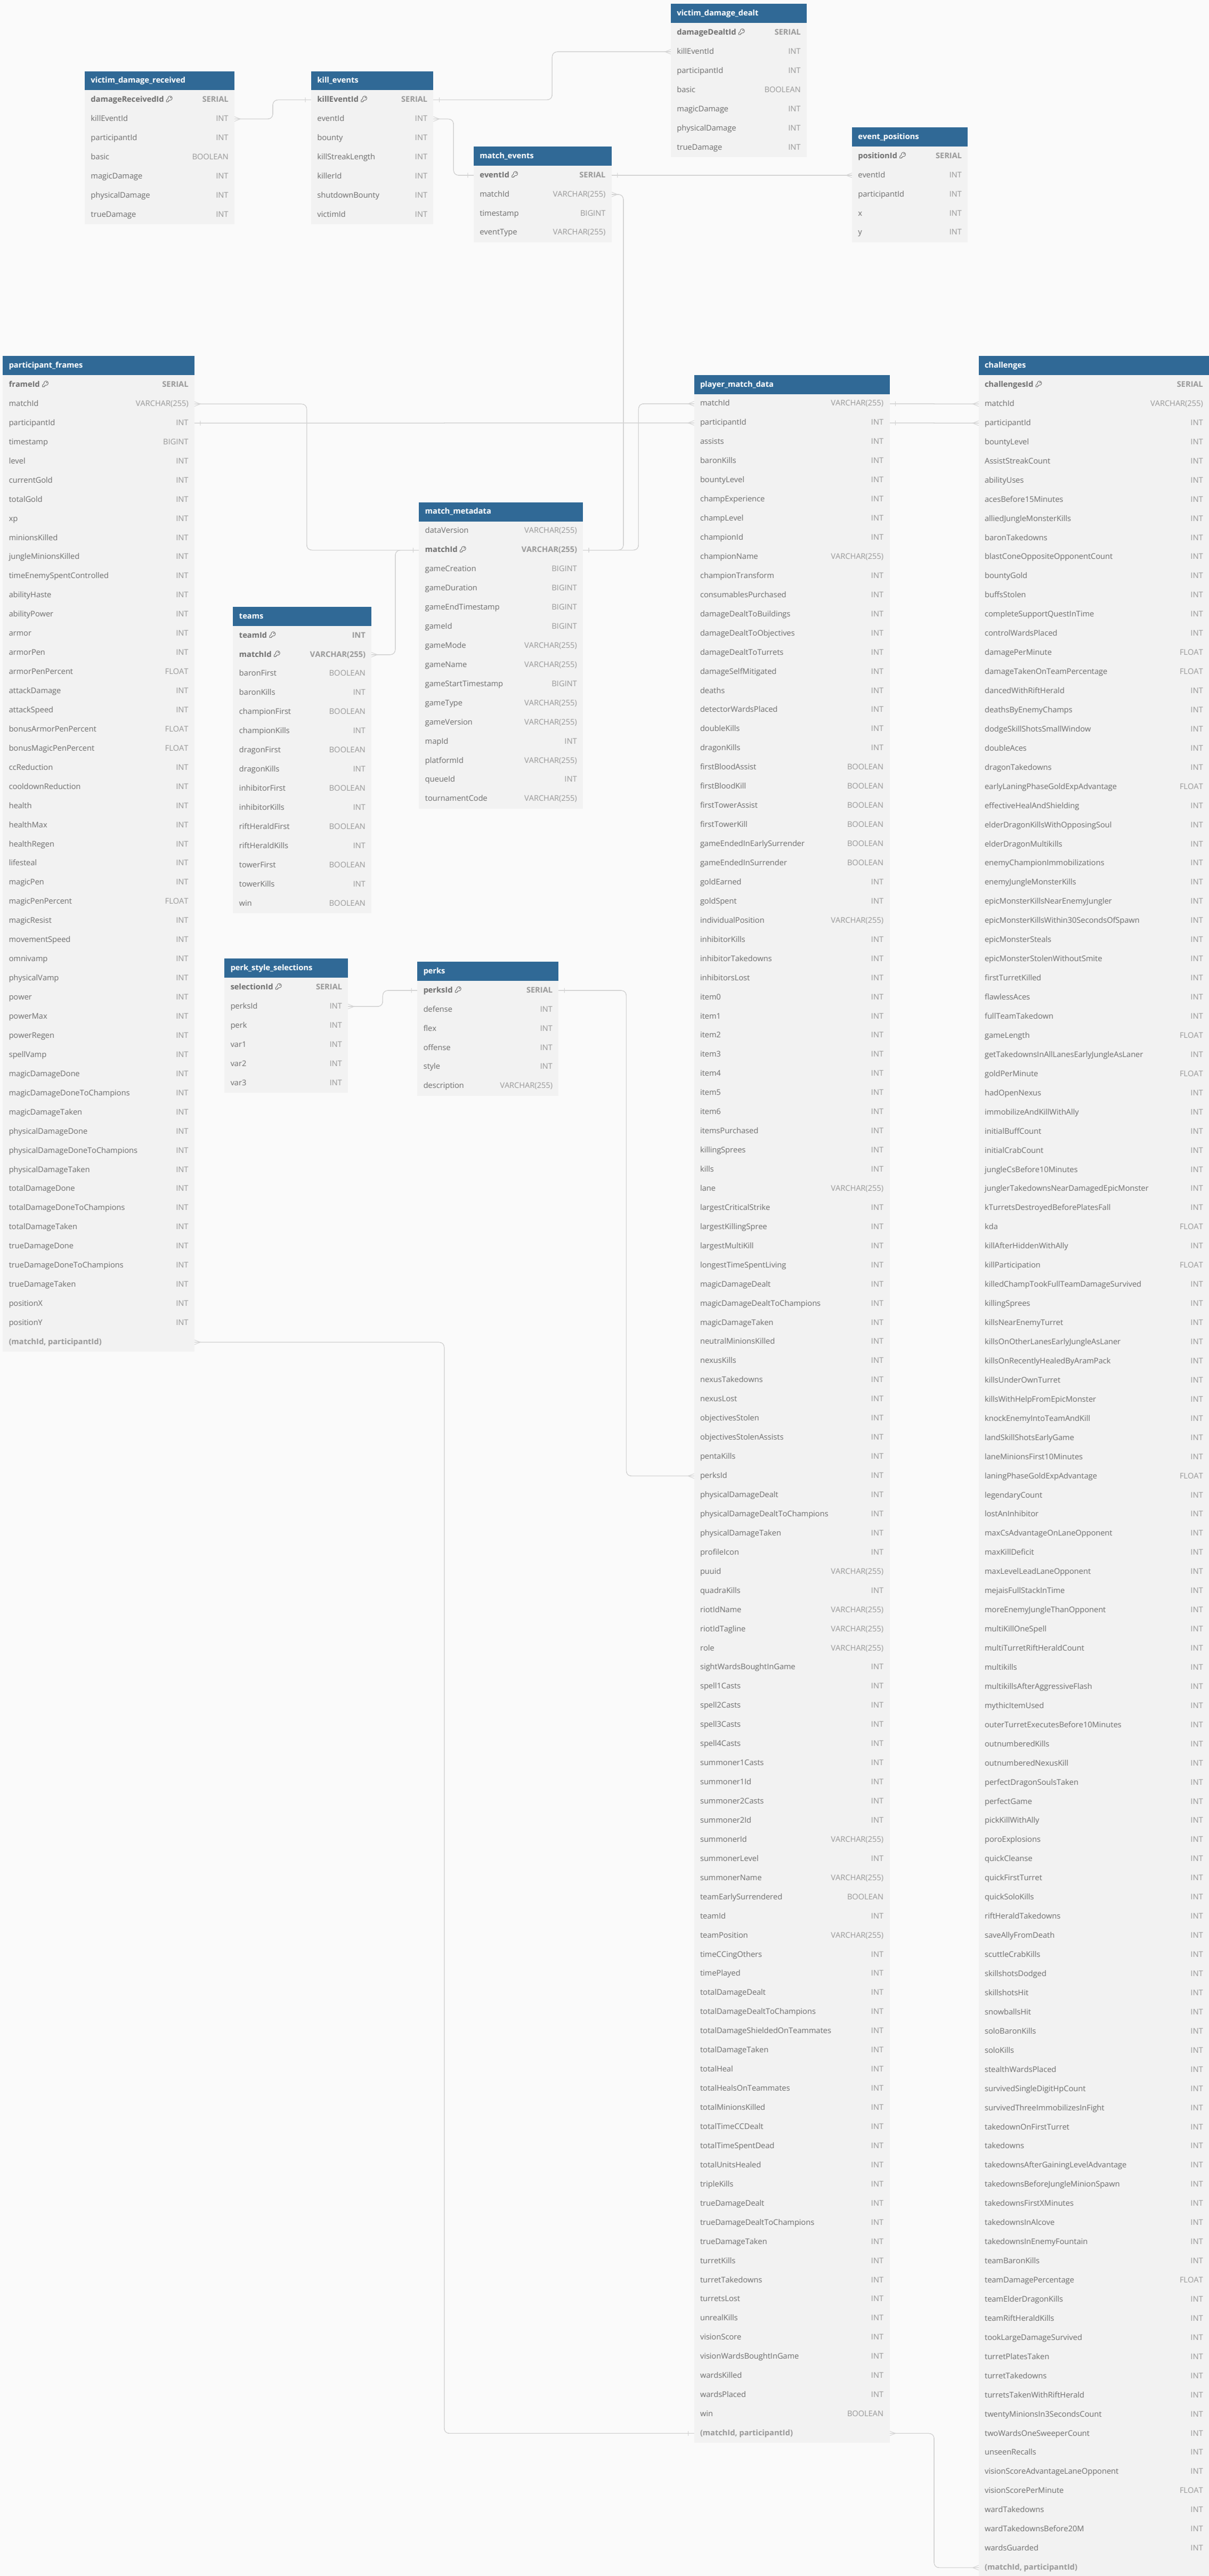 victim_damage_dealt
damageDealtId SERIAL
killEventId INT
participantId INT
basic BOOLEAN
magicDamage INT
physicalDamage INT
trueDamage INT
victim_damage_received
damageReceivedId SERIAL
killEventId INT
participantId INT
basic BOOLEAN
magicDamage INT
physicalDamage INT
trueDamage INT
kill_events
killEventId SERIAL
eventId INT
bounty INT
killStreakLength INT
killerId INT
shutdownBounty INT
victimId INT
match_events
eventId SERIAL
matchId VARCHAR(255)
timestamp BIGINT
eventType VARCHAR(255)
event_positions
positionId SERIAL
eventId INT
participantId INT
x INT
y INT
participant_frames
frameId SERIAL
matchId VARCHAR(255)
participantId INT
timestamp BIGINT
level INT
currentGold INT
totalGold INT
xp INT
minionsKilled INT
jungleMinionsKilled INT
timeEnemySpentControlled INT
abilityHaste INT
abilityPower INT
armor INT
armorPen INT
armorPenPercent FLOAT
attackDamage INT
attackSpeed INT
bonusArmorPenPercent FLOAT
bonusMagicPenPercent FLOAT
ccReduction INT
cooldownReduction INT
health INT
healthMax INT
healthRegen INT
lifesteal INT
magicPen INT
magicPenPercent FLOAT
magicResist INT
movementSpeed INT
omnivamp INT
physicalVamp INT
power INT
powerMax INT
powerRegen INT
spellVamp INT
magicDamageDone INT
magicDamageDoneToChampions INT
magicDamageTaken INT
physicalDamageDone INT
physicalDamageDoneToChampions INT
physicalDamageTaken INT
totalDamageDone INT
totalDamageDoneToChampions INT
totalDamageTaken INT
trueDamageDone INT
trueDamageDoneToChampions INT
trueDamageTaken INT
positionX INT
positionY INT
(matchId, participantId)
match_metadata
dataVersion VARCHAR(255)
matchId VARCHAR(255)
gameCreation BIGINT
gameDuration BIGINT
gameEndTimestamp BIGINT
gameId BIGINT
gameMode VARCHAR(255)
gameName VARCHAR(255)
gameStartTimestamp BIGINT
gameType VARCHAR(255)
gameVersion VARCHAR(255)
mapId INT
platformId VARCHAR(255)
queueId INT
tournamentCode VARCHAR(255)
teams
teamId INT
matchId VARCHAR(255)
baronFirst BOOLEAN
baronKills INT
championFirst BOOLEAN
championKills INT
dragonFirst BOOLEAN
dragonKills INT
inhibitorFirst BOOLEAN
inhibitorKills INT
riftHeraldFirst BOOLEAN
riftHeraldKills INT
towerFirst BOOLEAN
towerKills INT
win BOOLEAN
perk_style_selections
selectionId SERIAL
perksId INT
perk INT
var1 INT
var2 INT
var3 INT
perks
perksId SERIAL
defense INT
flex INT
offense INT
style INT
description VARCHAR(255)
player_match_data
matchId VARCHAR(255)
participantId INT
assists INT
baronKills INT
bountyLevel INT
champExperience INT
champLevel INT
championId INT
championName VARCHAR(255)
championTransform INT
consumablesPurchased INT
damageDealtToBuildings INT
damageDealtToObjectives INT
damageDealtToTurrets INT
damageSelfMitigated INT
deaths INT
detectorWardsPlaced INT
doubleKills INT
dragonKills INT
firstBloodAssist BOOLEAN
firstBloodKill BOOLEAN
firstTowerAssist BOOLEAN
firstTowerKill BOOLEAN
gameEndedInEarlySurrender BOOLEAN
gameEndedInSurrender BOOLEAN
goldEarned INT
goldSpent INT
individualPosition VARCHAR(255)
inhibitorKills INT
inhibitorTakedowns INT
inhibitorsLost INT
item0 INT
item1 INT
item2 INT
item3 INT
item4 INT
item5 INT
item6 INT
itemsPurchased INT
killingSprees INT
kills INT
lane VARCHAR(255)
largestCriticalStrike INT
largestKillingSpree INT
largestMultiKill INT
longestTimeSpentLiving INT
magicDamageDealt INT
magicDamageDealtToChampions INT
magicDamageTaken INT
neutralMinionsKilled INT
nexusKills INT
nexusTakedowns INT
nexusLost INT
objectivesStolen INT
objectivesStolenAssists INT
pentaKills INT
perksId INT
physicalDamageDealt INT
physicalDamageDealtToChampions INT
physicalDamageTaken INT
profileIcon INT
puuid VARCHAR(255)
quadraKills INT
riotIdName VARCHAR(255)
riotIdTagline VARCHAR(255)
role VARCHAR(255)
sightWardsBoughtInGame INT
spell1Casts INT
spell2Casts INT
spell3Casts INT
spell4Casts INT
summoner1Casts INT
summoner1Id INT
summoner2Casts INT
summoner2Id INT
summonerId VARCHAR(255)
summonerLevel INT
summonerName VARCHAR(255)
teamEarlySurrendered BOOLEAN
teamId INT
teamPosition VARCHAR(255)
timeCCingOthers INT
timePlayed INT
totalDamageDealt INT
totalDamageDealtToChampions INT
totalDamageShieldedOnTeammates INT
totalDamageTaken INT
totalHeal INT
totalHealsOnTeammates INT
totalMinionsKilled INT
totalTimeCCDealt INT
totalTimeSpentDead INT
totalUnitsHealed INT
tripleKills INT
trueDamageDealt INT
trueDamageDealtToChampions INT
trueDamageTaken INT
turretKills INT
turretTakedowns INT
turretsLost INT
unrealKills INT
visionScore INT
visionWardsBoughtInGame INT
wardsKilled INT
wardsPlaced INT
win BOOLEAN
(matchId, participantId)
challenges
challengesId SERIAL
matchId VARCHAR(255)
participantId INT
bountyLevel INT
AssistStreakCount INT
abilityUses INT
acesBefore15Minutes INT
alliedJungleMonsterKills INT
baronTakedowns INT
blastConeOppositeOpponentCount INT
bountyGold INT
buffsStolen INT
completeSupportQuestInTime INT
controlWardsPlaced INT
damagePerMinute FLOAT
damageTakenOnTeamPercentage FLOAT
dancedWithRiftHerald INT
deathsByEnemyChamps INT
dodgeSkillShotsSmallWindow INT
doubleAces INT
dragonTakedowns INT
earlyLaningPhaseGoldExpAdvantage FLOAT
effectiveHealAndShielding INT
elderDragonKillsWithOpposingSoul INT
elderDragonMultikills INT
enemyChampionImmobilizations INT
enemyJungleMonsterKills INT
epicMonsterKillsNearEnemyJungler INT
epicMonsterKillsWithin30SecondsOfSpawn INT
epicMonsterSteals INT
epicMonsterStolenWithoutSmite INT
firstTurretKilled INT
flawlessAces INT
fullTeamTakedown INT
gameLength FLOAT
getTakedownsInAllLanesEarlyJungleAsLaner INT
goldPerMinute FLOAT
hadOpenNexus INT
immobilizeAndKillWithAlly INT
initialBuffCount INT
initialCrabCount INT
jungleCsBefore10Minutes INT
junglerTakedownsNearDamagedEpicMonster INT
kTurretsDestroyedBeforePlatesFall INT
kda FLOAT
killAfterHiddenWithAlly INT
killParticipation FLOAT
killedChampTookFullTeamDamageSurvived INT
killingSprees INT
killsNearEnemyTurret INT
killsOnOtherLanesEarlyJungleAsLaner INT
killsOnRecentlyHealedByAramPack INT
killsUnderOwnTurret INT
killsWithHelpFromEpicMonster INT
knockEnemyIntoTeamAndKill INT
landSkillShotsEarlyGame INT
laneMinionsFirst10Minutes INT
laningPhaseGoldExpAdvantage FLOAT
legendaryCount INT
lostAnInhibitor INT
maxCsAdvantageOnLaneOpponent INT
maxKillDeficit INT
maxLevelLeadLaneOpponent INT
mejaisFullStackInTime INT
moreEnemyJungleThanOpponent INT
multiKillOneSpell INT
multiTurretRiftHeraldCount INT
multikills INT
multikillsAfterAggressiveFlash INT
mythicItemUsed INT
outerTurretExecutesBefore10Minutes INT
outnumberedKills INT
outnumberedNexusKill INT
perfectDragonSoulsTaken INT
perfectGame INT
pickKillWithAlly INT
poroExplosions INT
quickCleanse INT
quickFirstTurret INT
quickSoloKills INT
riftHeraldTakedowns INT
saveAllyFromDeath INT
scuttleCrabKills INT
skillshotsDodged INT
skillshotsHit INT
snowballsHit INT
soloBaronKills INT
soloKills INT
stealthWardsPlaced INT
survivedSingleDigitHpCount INT
survivedThreeImmobilizesInFight INT
takedownOnFirstTurret INT
takedowns INT
takedownsAfterGainingLevelAdvantage INT
takedownsBeforeJungleMinionSpawn INT
takedownsFirstXMinutes INT
takedownsInAlcove INT
takedownsInEnemyFountain INT
teamBaronKills INT
teamDamagePercentage FLOAT
teamElderDragonKills INT
teamRiftHeraldKills INT
tookLargeDamageSurvived INT
turretPlatesTaken INT
turretTakedowns INT
turretsTakenWithRiftHerald INT
twentyMinionsIn3SecondsCount INT
twoWardsOneSweeperCount INT
unseenRecalls INT
visionScoreAdvantageLaneOpponent INT
visionScorePerMinute FLOAT
wardTakedowns INT
wardTakedownsBefore20M INT
wardsGuarded INT
(matchId, participantId)